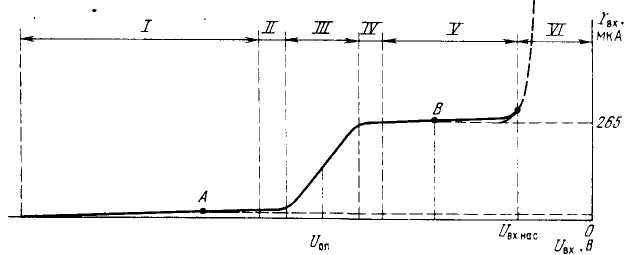 I II III IV V VI Iвх, мкА
B
265
A
Uоп Uвх нас 0
Uвх, В